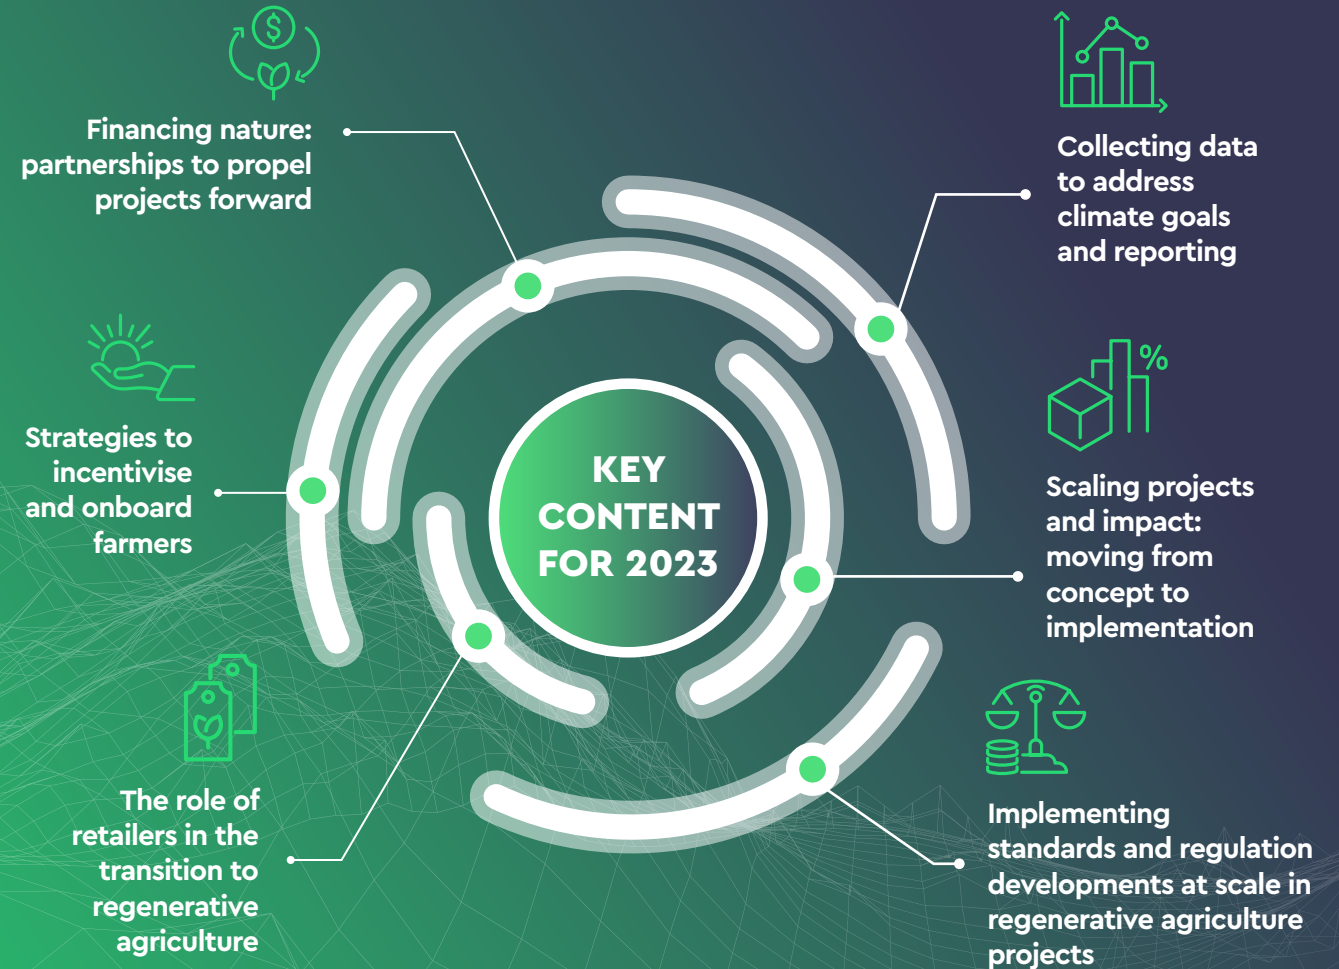 $
Financing nature:
partnerships to propel
projects forward
Strategies to
incentivise
and onboard
farmers
The role of
retailers in the
transition to
regenerative
agriculture
KEY
CONTENT
FOR 2023
Collecting data
to address
climate goals
and reporting
%
Scaling projects
and impact:
moving from
concept to
implementation
Implementing
standards and regulation
developments at scale in
regenerative agriculture
projects